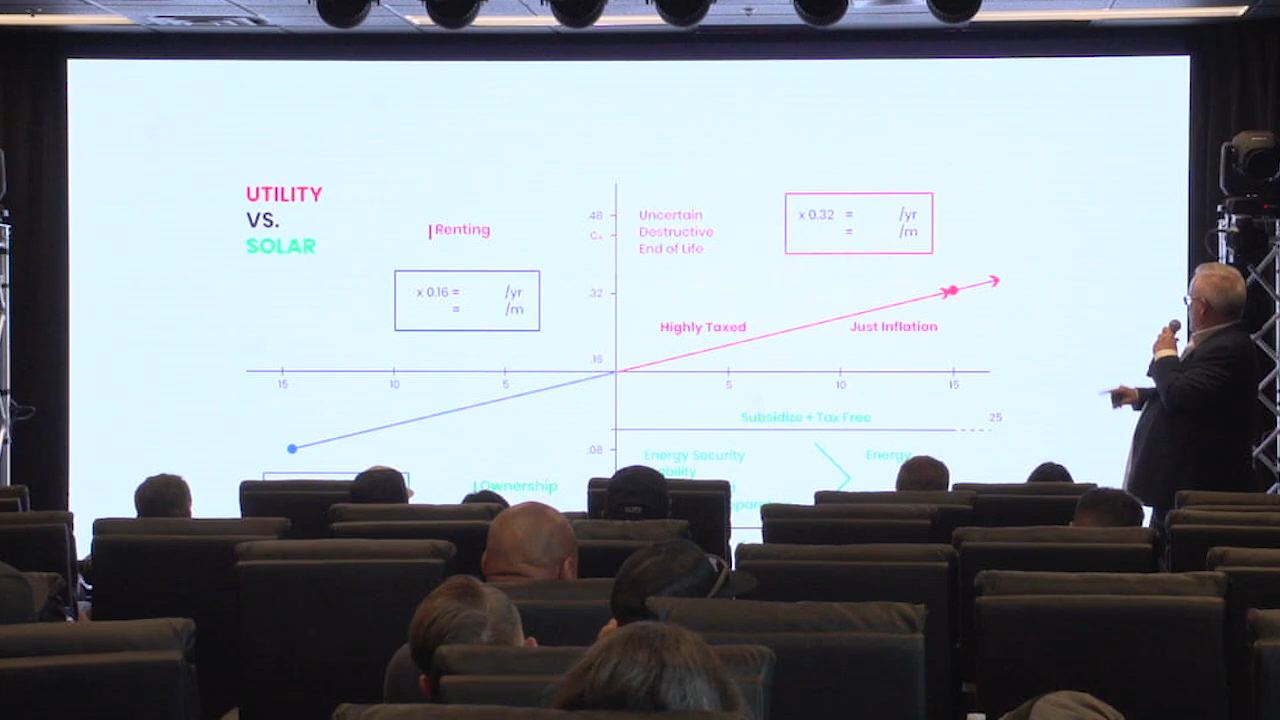 UTILITY
VS.
SOLAR
Renting
x 0.16 = /yr
= /m
.48
C+
.32
.16
.08
Uncertain
Destructive
End of Life
x 0.32 = /yr
= /m
Highly Taxed
Just Inflation
15 10 5 5 10 15
Subsidize + Tax Free
25
Energy Security
Energy
Ownership